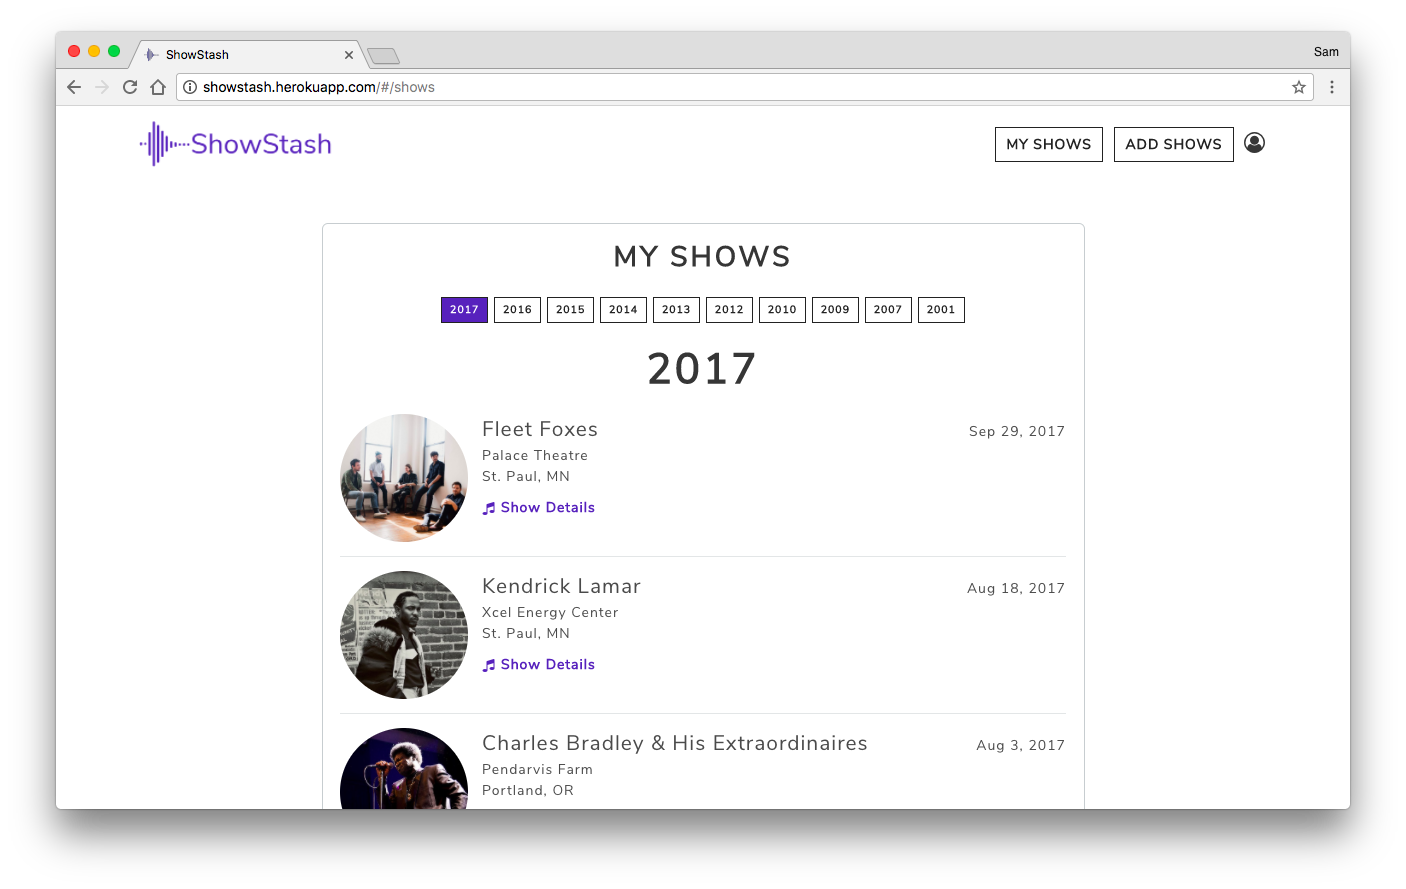 ShowStash
Sam
showstash.herokuapp.com/#/shows
ShowStash
MY SHOWS
ADD SHOWS
MY SHOWS
2017 2016 2015 2014 2013 2012 2010 2009 2007 2001
2017
Fleet Foxes
Sep 29, 2017
Palace Theatre
St. Paul, MN
Show Details
Kendrick Lamar
Aug 18, 2017
Xcel Energy Center
St. Paul, MN
Show Details
Charles Bradley & His Extraordinaires
Aug 3, 2017
Pendarvis Farm
Portland, OR